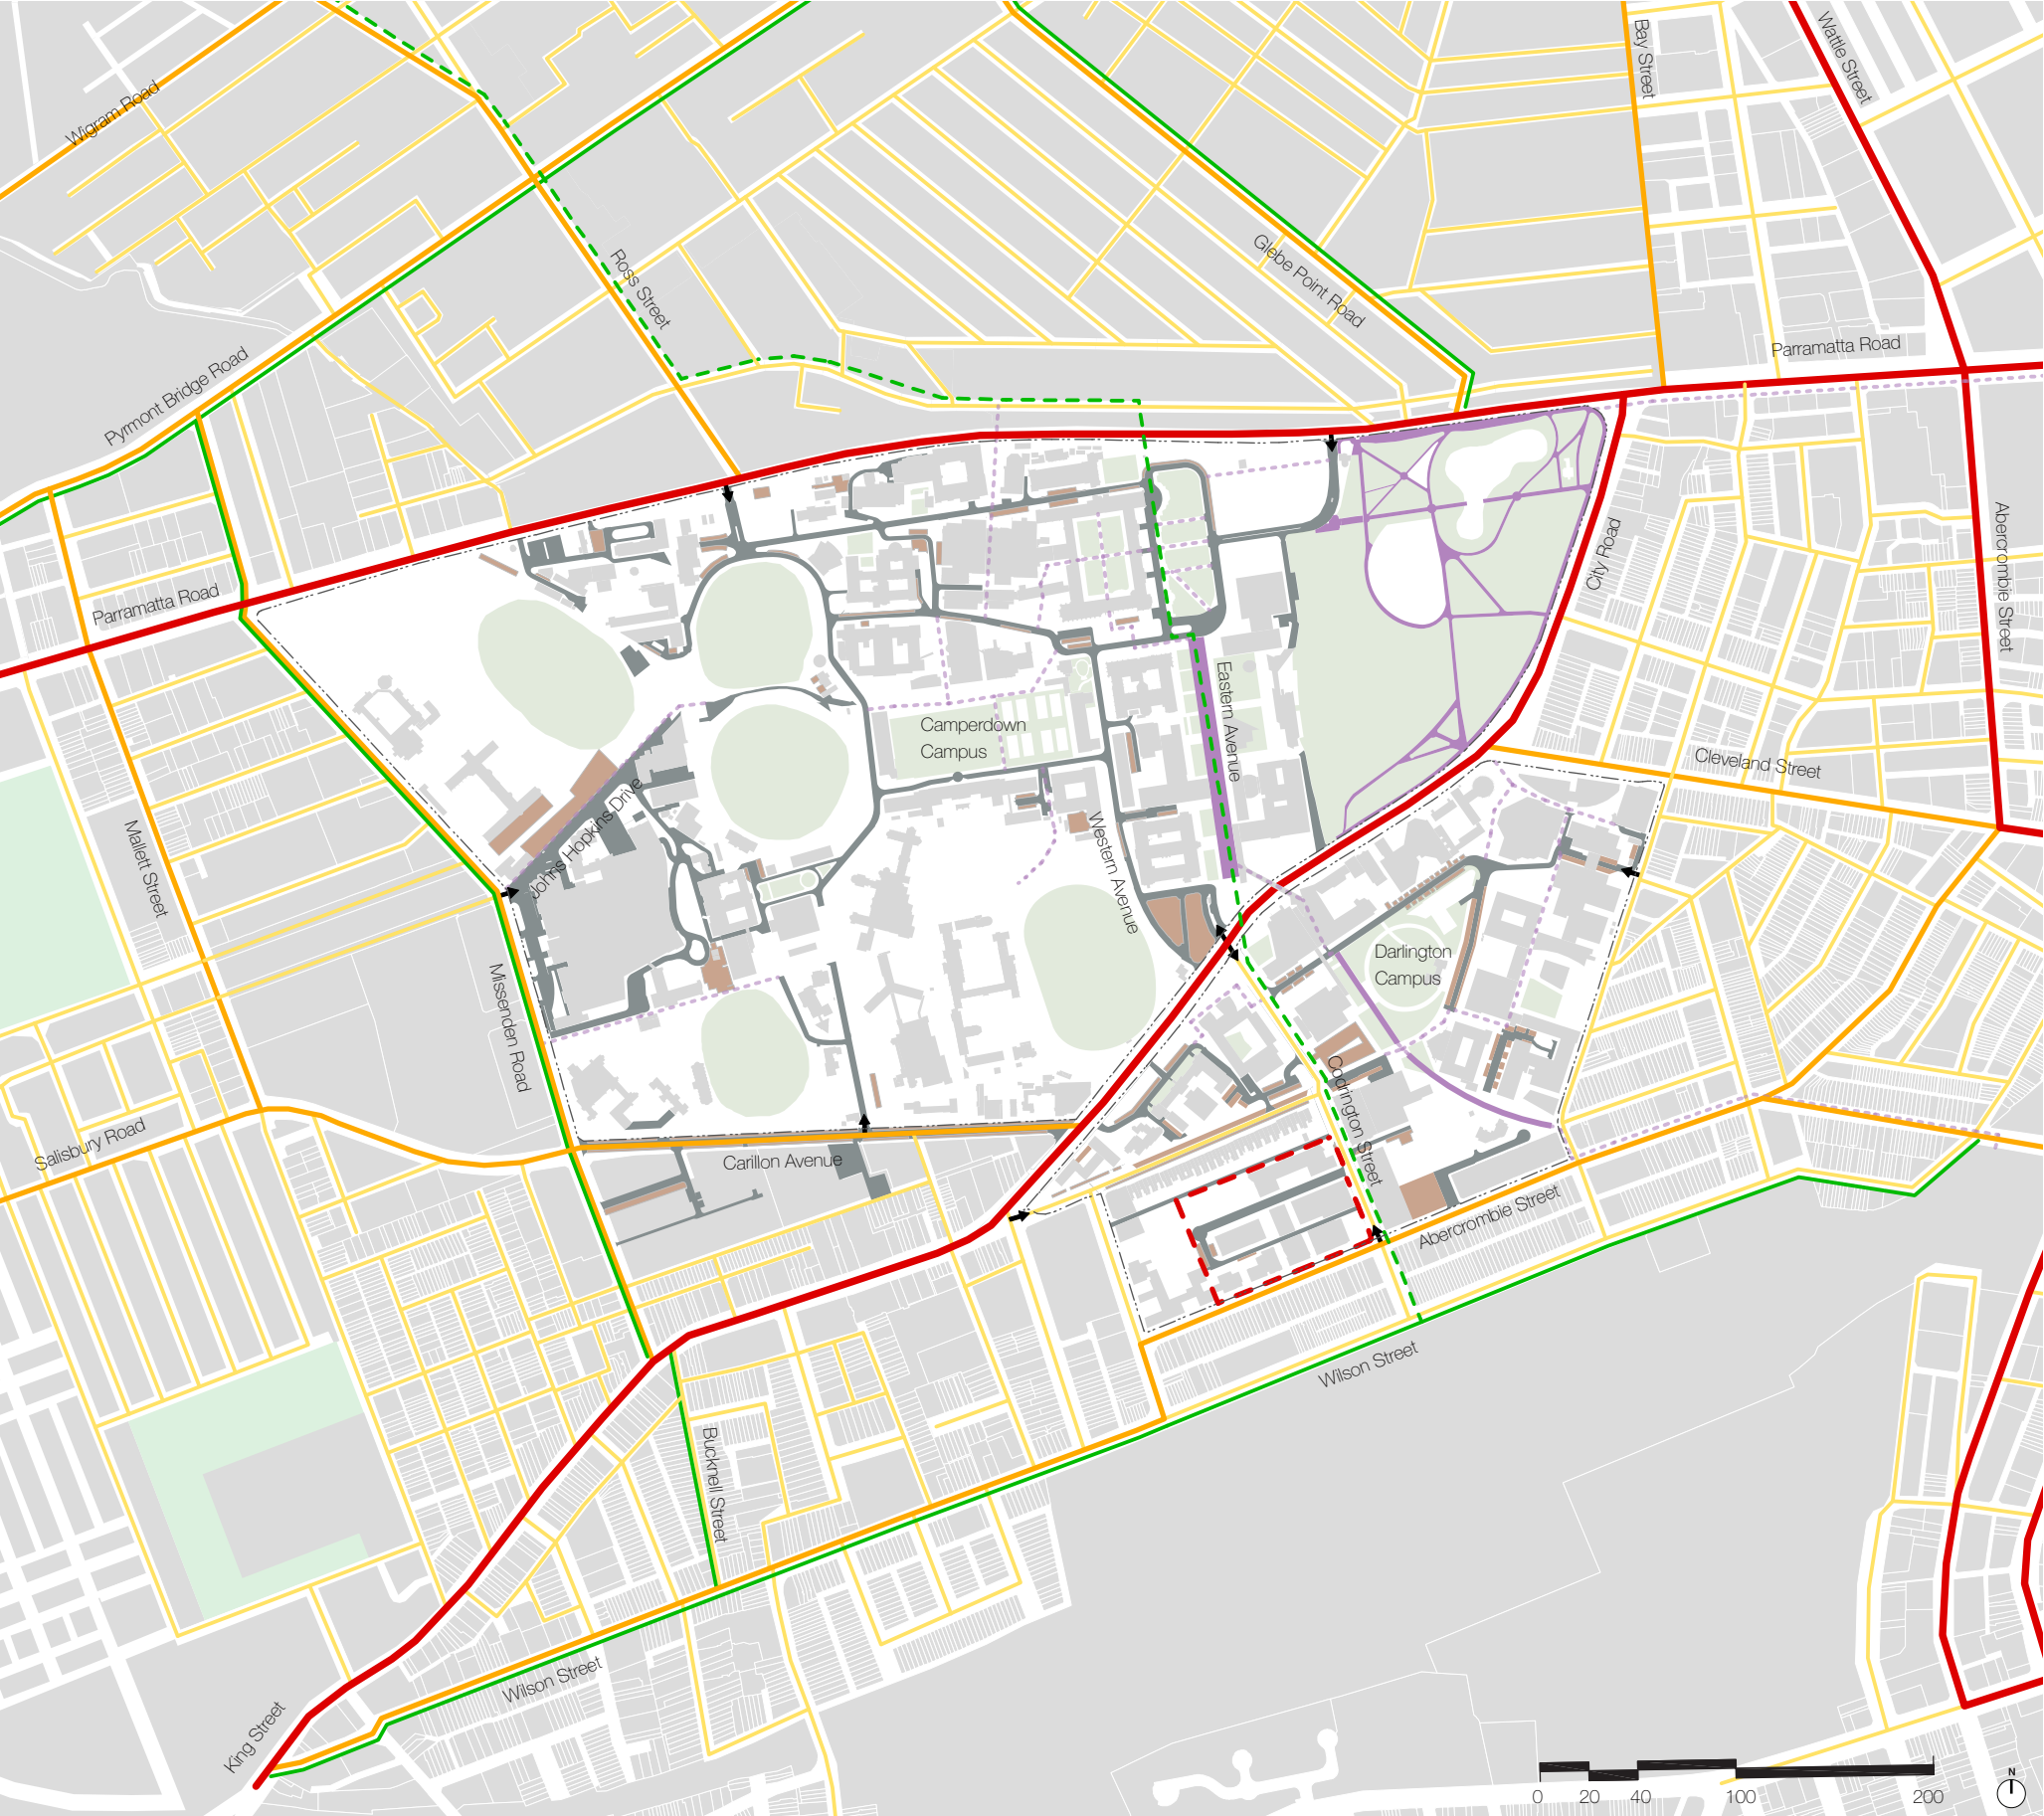 Bay Street
Wattle Street
Wigram Road
Ross Street
Glebe Point Road
Parramatta Road
Pyrmont Bridge Road
Abercrombie Street
City Road
Parramatta Road
Eastern Avenue
Camperdown
Campus
Cleveland Street
Johns Hopkins Drive
Mallett Street
Western Avenue
Darlington
Campus
Missenden Road
Codrington Street
Salisbury Road
Carillon Avenue
Abercrombie Street
Wilson Street
Bucknell Street
Wilson Street
King Street
N
0 20 40 100 200